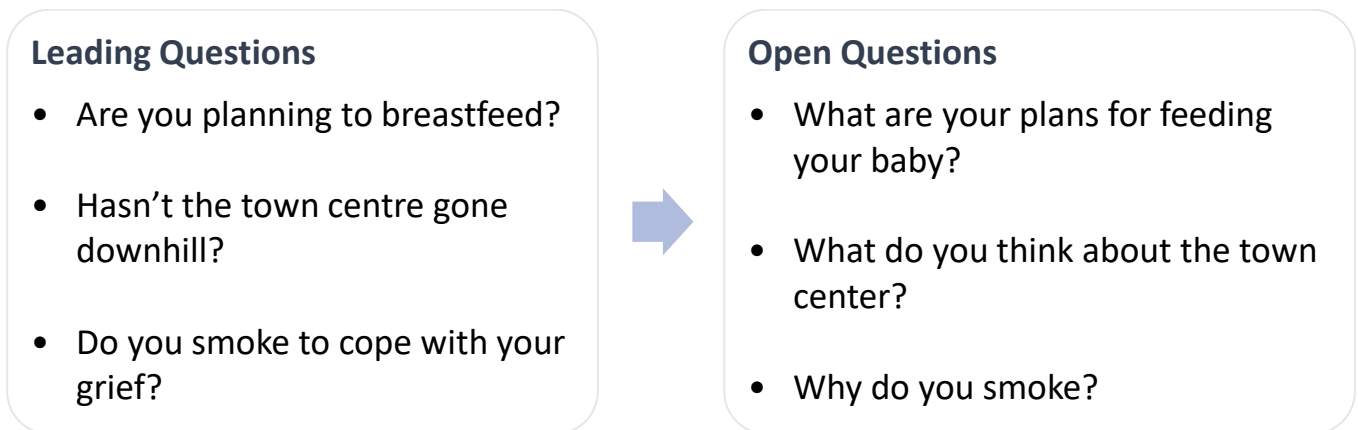 Leading Questions
• Are you planning to breastfeed?
• Hasn’t the town centre gone
downhill?
• Do you smoke to cope with your
grief?
Open Questions
• What are your plans for feeding
your baby?
• What do you think about the town
center?
• Why do you smoke?